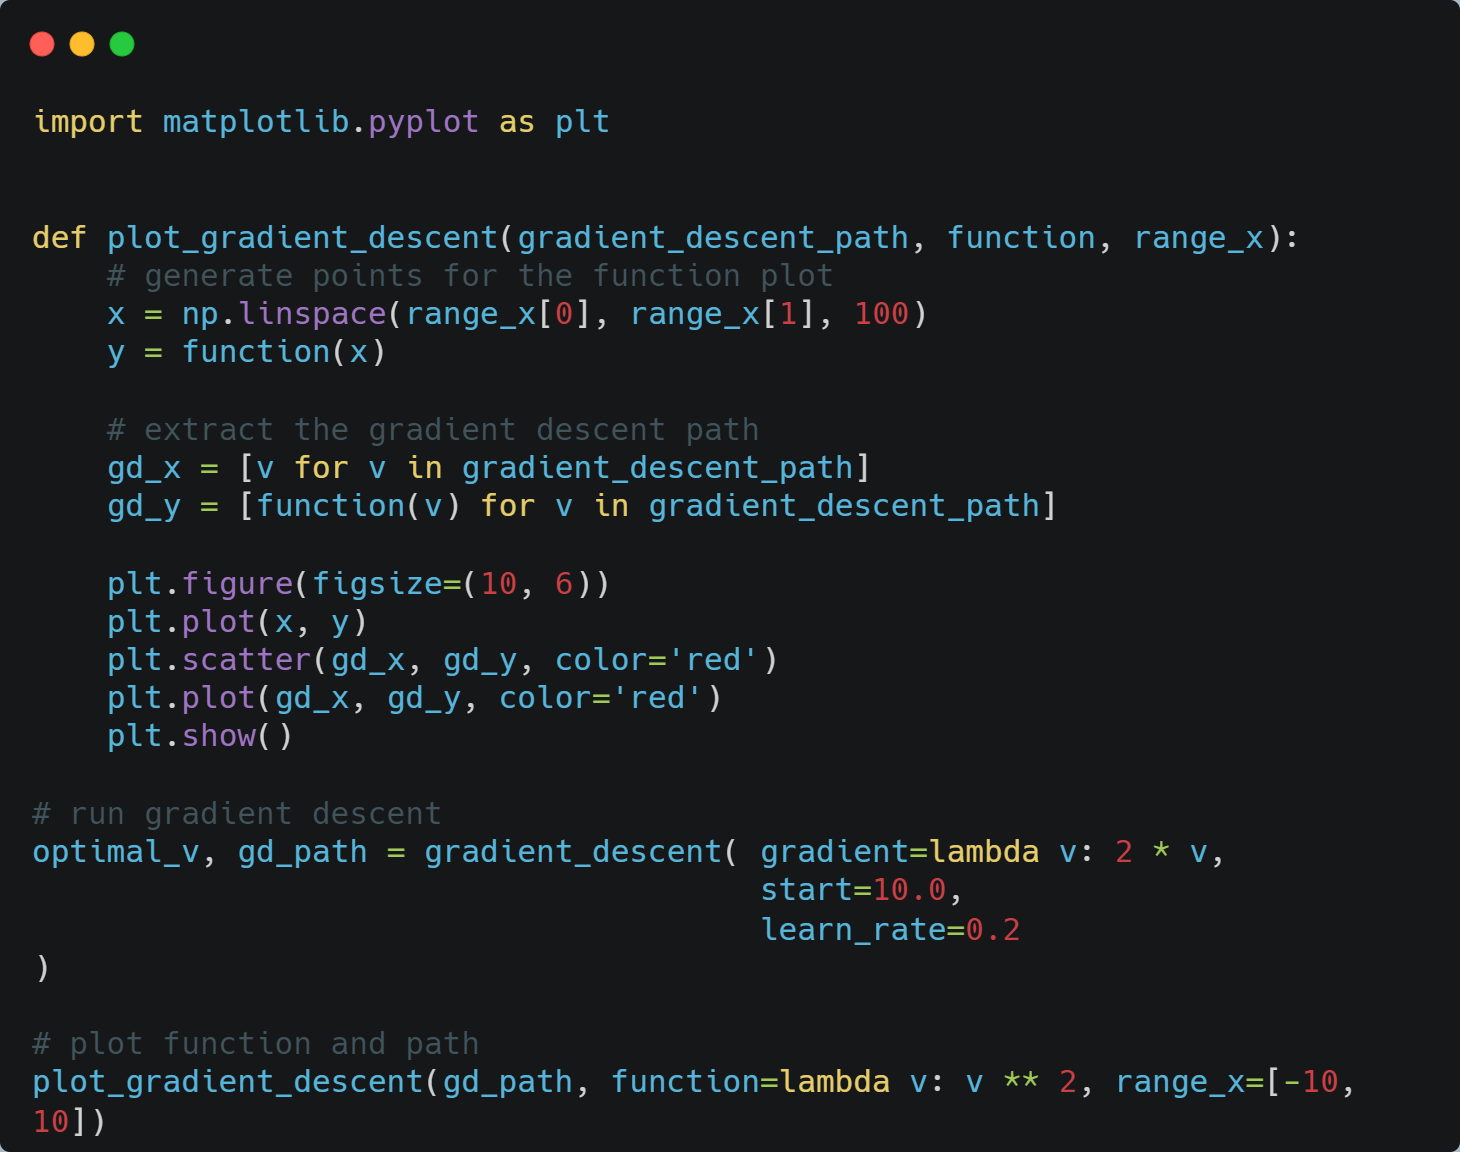 import matplotlib.pyplot as plt
def plot_gradient_descent(gradient_descent_path, function, range_x):
    # generate points for the function plot
    x = np.linspace(range_x[0], range_x[1], 100)
    y = function(x)
    # extract the gradient descent path
    gd_x = [v for v in gradient_descent_path]
    gd_y = [function(v) for v in gradient_descent_path]
    plt.figure(figsize=(10, 6))
    plt.plot(x, y)
    plt.scatter(gd_x, gd_y, color='red')
    plt.plot(gd_x, gd_y, color='red')
    plt.show()
# run gradient descent
optimal_v, gd_path = gradient_descent( gradient=lambda v: 2 * v,
                                       start=10.0,
                                       learn_rate=0.2
)
# plot function and path
plot_gradient_descent(gd_path, function=lambda v: v ** 2, range_x=[-10,
10])